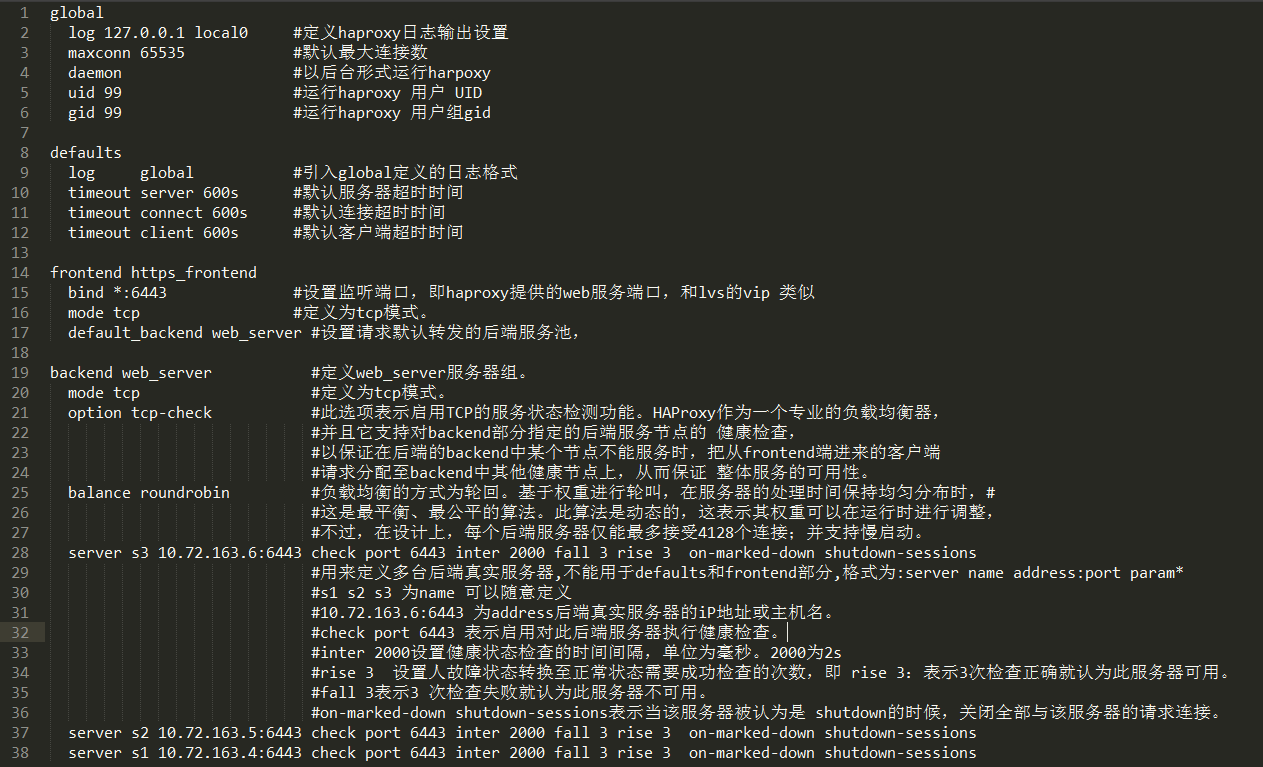 1 global
2 log 127.0.0.1 local0 #定义haproxy日志输出设置
3 maxconn 65535 #默认最大连接数
4 daemon #以后台形式运行harpoxy
5 uid 99 #运行haproxy 用户 UID
6 gid 99 #运行haproxy 用户组gid
7
8 defaults
9 log global #引入global定义的日志格式
10 timeout server 600s #默认服务器超时时间
11 timeout connect 600s #默认连接超时时间
12 timeout client 600s #默认客户端超时时间
13
14 frontend https_frontend
15 bind *:6443 #设置监听端口，即haproxy提供的web服务端口，和lvs的vip 类似
16 mode tcp #定义为tcp模式。
17 default_backend web_server #设置请求默认转发的后端服务池，
18
19 backend web_server #定义web_server服务器组。
20 mode tcp #定义为tcp模式。
21 option tcp-check #此选项表示启用TCP的服务状态检测功能。HAProxy作为一个专业的负载均衡器，
22 #并且它支持对backend部分指定的后端服务节点的 健康检查，
23 #以保证在后端的backend中某个节点不能服务时，把从frontend端进来的客户端
24 #请求分配至backend中其他健康节点上，从而保证 整体服务的可用性。
25 balance roundrobin #负载均衡的方式为轮回。基于权重进行轮叫，在服务器的处理时间保持均匀分布时，#
26 #这是最平衡、最公平的算法。此算法是动态的，这表示其权重可以在运行时进行调整，
27 #不过，在设计上，每个后端服务器仅能最多接受4128个连接；并支持慢启动。
28 server s3 10.72.163.6:6443 check port 6443 inter 2000 fall 3 rise 3 on-marked-down shutdown-sessions
29 #用来定义多台后端真实服务器,不能用于defaults和frontend部分,格式为:server name address:port param*
30 #s1 s2 s3 为name 可以随意定义
31 #10.72.163.6:6443 为address后端真实服务器的iP地址或主机名。
32 #check port 6443 表示启用对此后端服务器执行健康检查。
33 #inter 2000设置健康状态检查的时间间隔，单位为毫秒。2000为2s
34 #rise 3 设置人故障状态转换至正常状态需要成功检查的次数，即 rise 3：表示3次检查正确就认为此服务器可用。
35 #fall 3表示3 次检查失败就认为此服务器不可用。
36 #on-marked-down shutdown-sessions表示当该服务器被认为是 shutdown的时候，关闭全部与该服务器的请求连接。
37 server s2 10.72.163.5:6443 check port 6443 inter 2000 fall 3 rise 3 on-marked-down shutdown-sessions
38 server s1 10.72.163.4:6443 check port 6443 inter 2000 fall 3 rise 3 on-marked-down shutdown-sessions